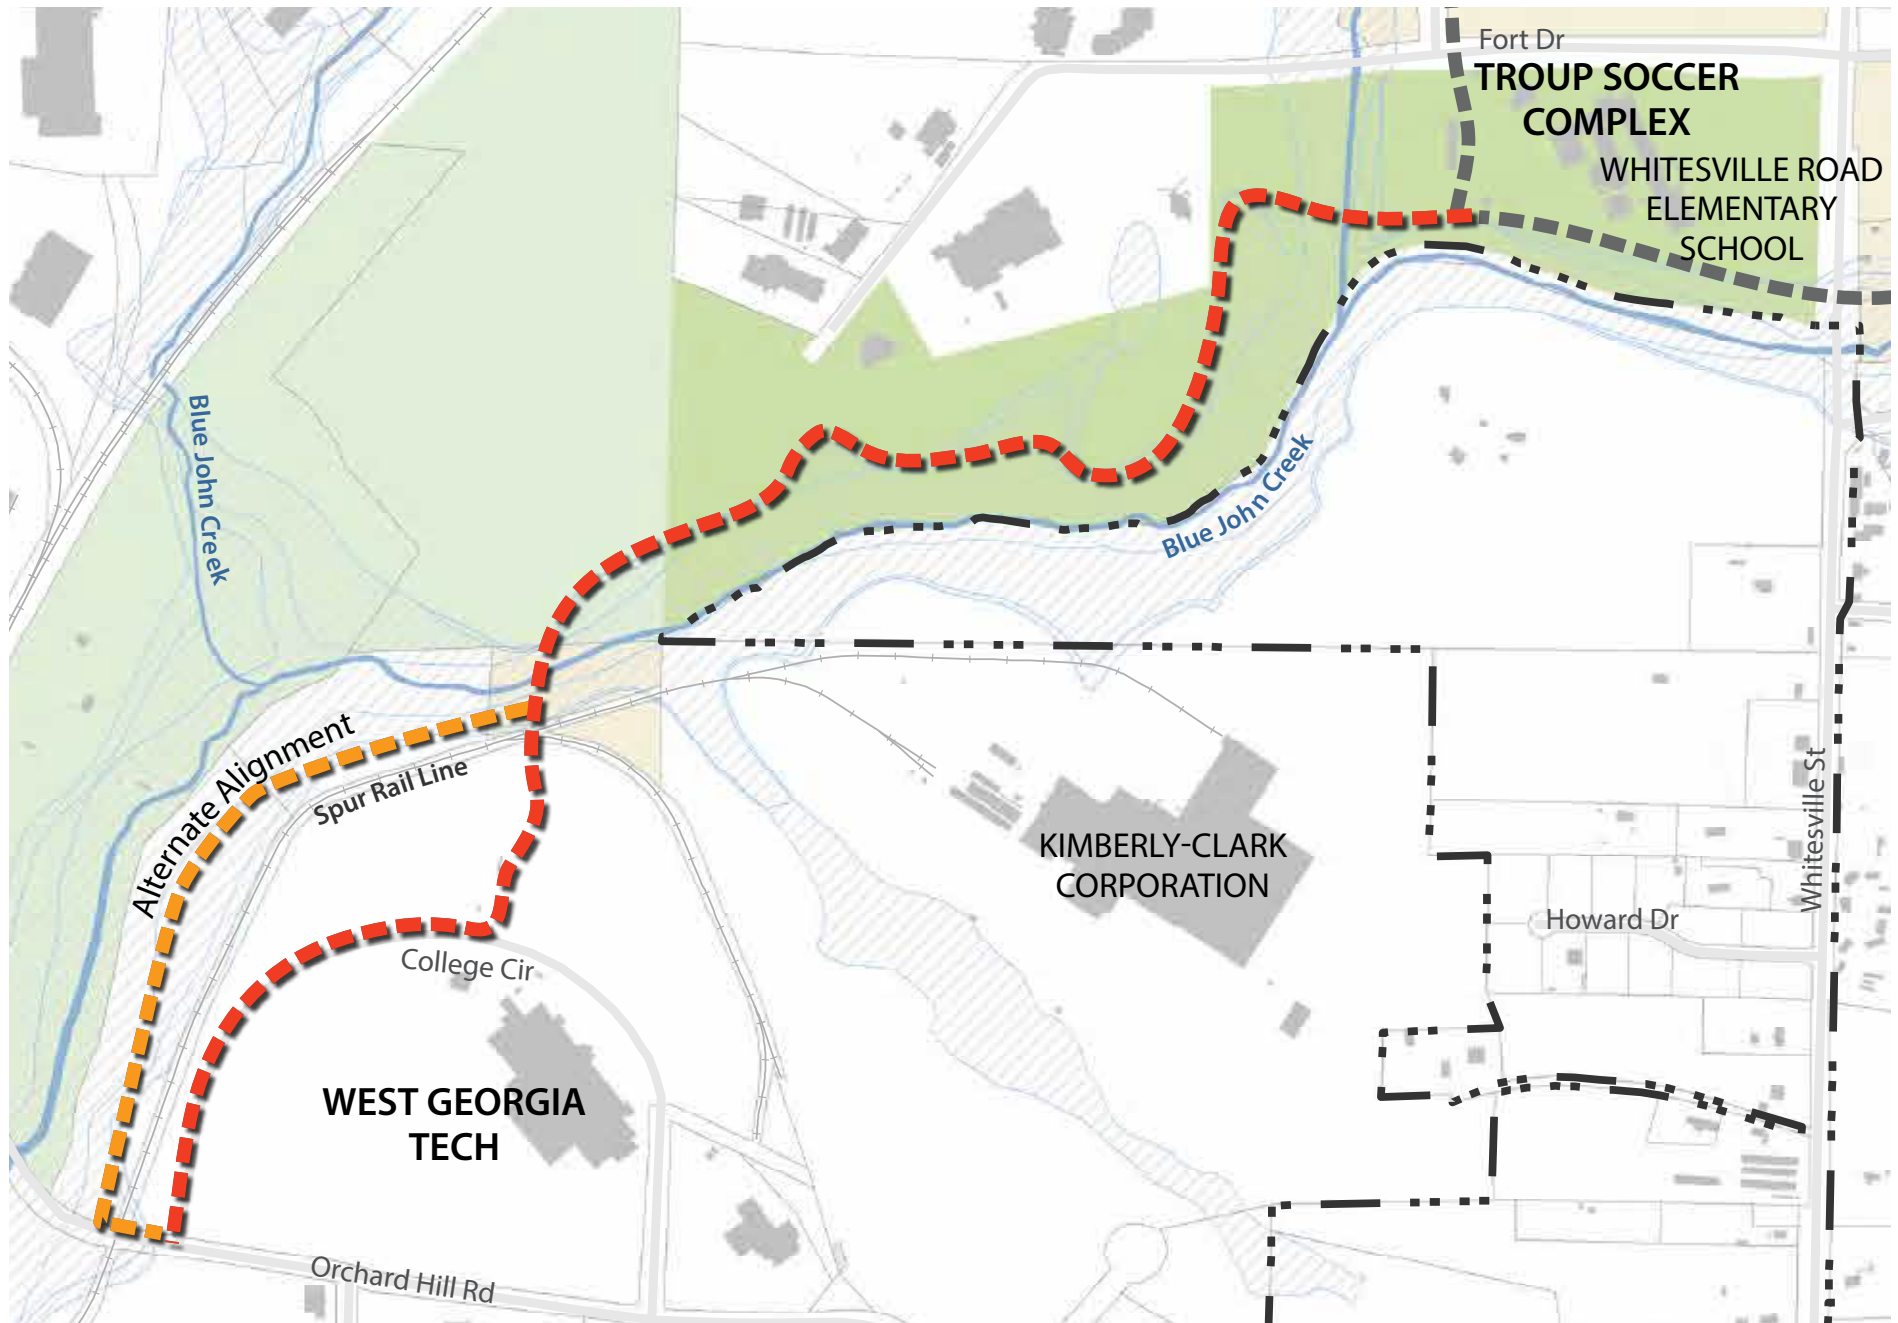 Fort Dr
TROUP SOCCER
COMPLEX
WHITESVILLE ROAD
ELEMENTARY
SCHOOL
Blue John Creek
Blue John Creek
Alternate Alignment
Spur Rail Line
KIMBERLY-CLARK
CORPORATION
Whitesville St
Howard Dr
College Cir
WEST GEORGIA
TECH
Orchard Hill Rd